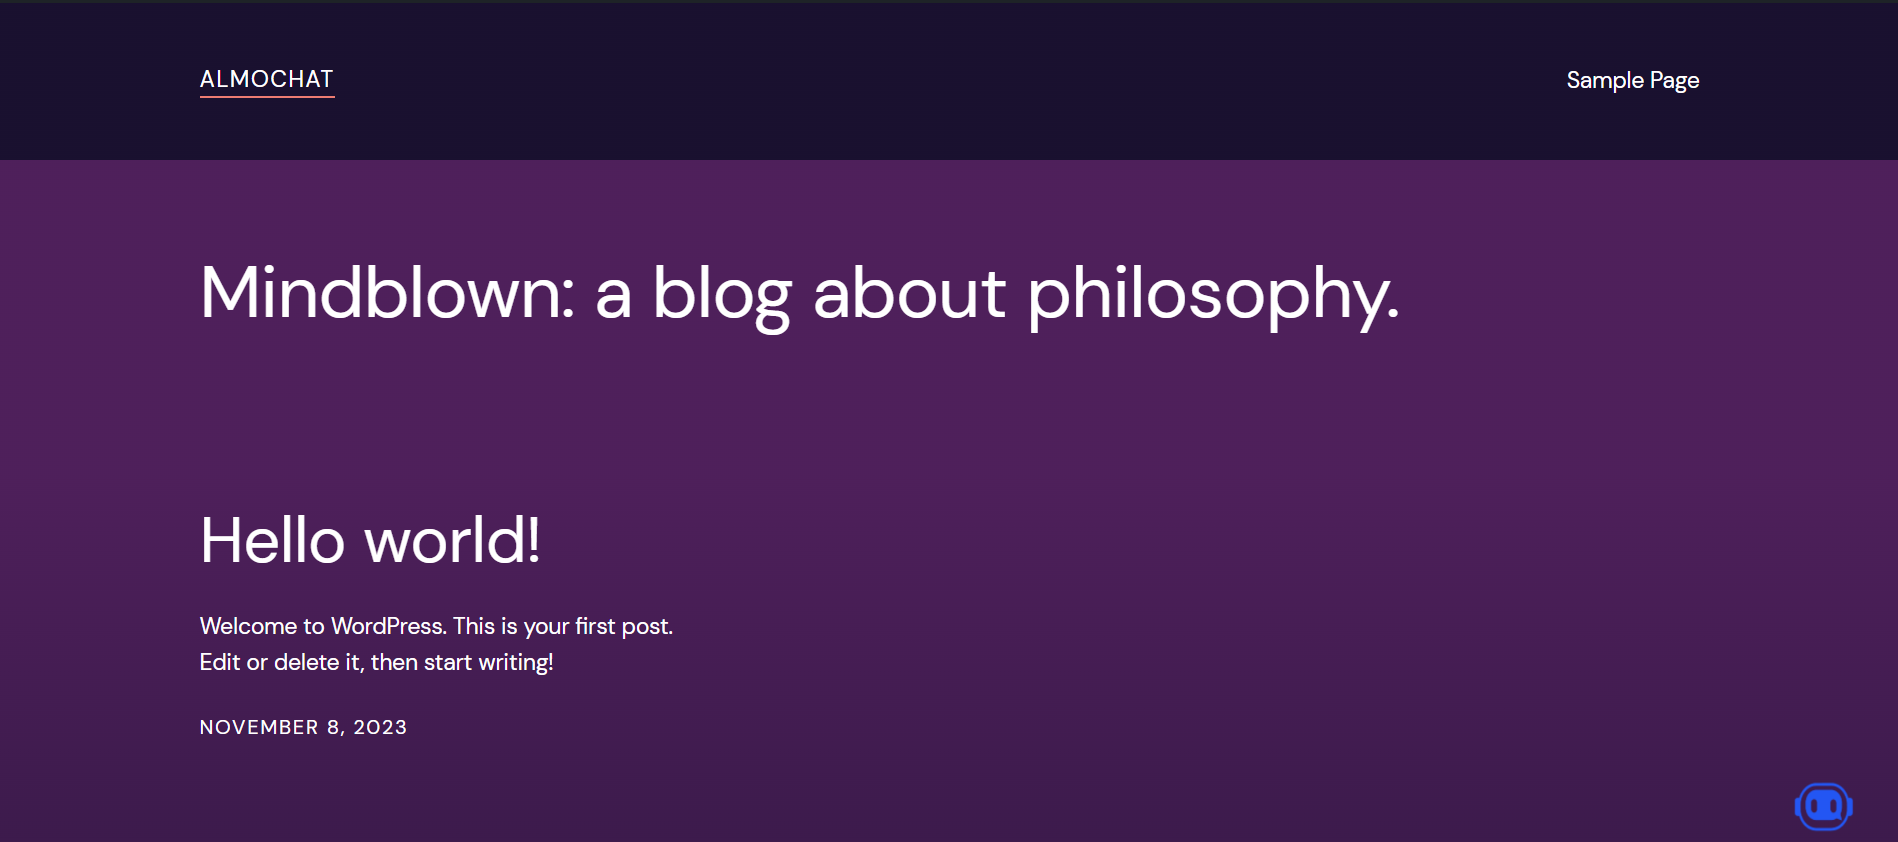 ALMOCHAT
Sample Page
Mindblown: a blog about philosophy.
Hello world!
Welcome to WordPress. This is your first post.
Edit or delete it, then start writing!
NOVEMBER 8, 2023